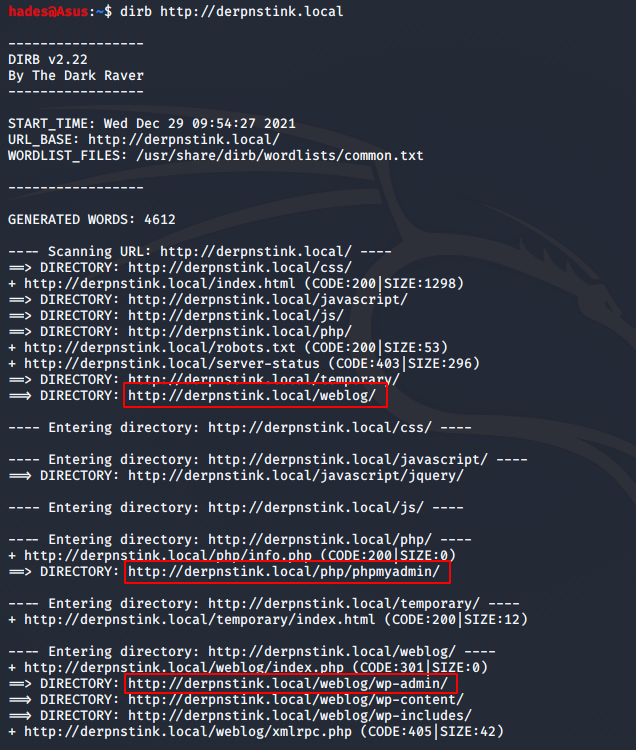 hades@Asus:~$ dirb http://derpnstink.local
-----------------
DIRB v2.22
By The Dark Raver
-----------------
START_TIME: Wed Dec 29 09:54:27 2021
URL_BASE: http://derpnstink.local/
WORDLIST_FILES: /usr/share/dirb/wordlists/common.txt
-----------------
GENERATED WORDS: 4612
---- Scanning URL: http://derpnstink.local/ ----
==> DIRECTORY: http://derpnstink.local/css/
+ http://derpnstink.local/index.html (CODE:200|SIZE:1298)
==> DIRECTORY: http://derpnstink.local/javascript/
==> DIRECTORY: http://derpnstink.local/js/
==> DIRECTORY: http://derpnstink.local/php/
+ http://derpnstink.local/robots.txt (CODE:200|SIZE:53)
+ http://derpnstink.local/server-status (CODE:403|SIZE:296)
==> DIRECTORY: http://derpnstink.local/temporary/
==> DIRECTORY: http://derpnstink.local/weblog/
---- Entering directory: http://derpnstink.local/css/ ----
---- Entering directory: http://derpnstink.local/javascript/ ----
==> DIRECTORY: http://derpnstink.local/javascript/jquery/
---- Entering directory: http://derpnstink.local/js/ ----
---- Entering directory: http://derpnstink.local/php/ ----
+ http://derpnstink.local/php/info.php (CODE:200|SIZE:0)
==> DIRECTORY: http://derpnstink.local/php/phpmyadmin/
---- Entering directory: http://derpnstink.local/temporary/ ----
+ http://derpnstink.local/temporary/index.html (CODE:200|SIZE:12)
---- Entering directory: http://derpnstink.local/weblog/ ----
+ http://derpnstink.local/weblog/index.php (CODE:301|SIZE:0)
==> DIRECTORY: http://derpnstink.local/weblog/wp-admin/
==> DIRECTORY: http://derpnstink.local/weblog/wp-content/
==> DIRECTORY: http://derpnstink.local/weblog/wp-includes/
+ http://derpnstink.local/weblog/xmlrpc.php (CODE:405|SIZE:42)